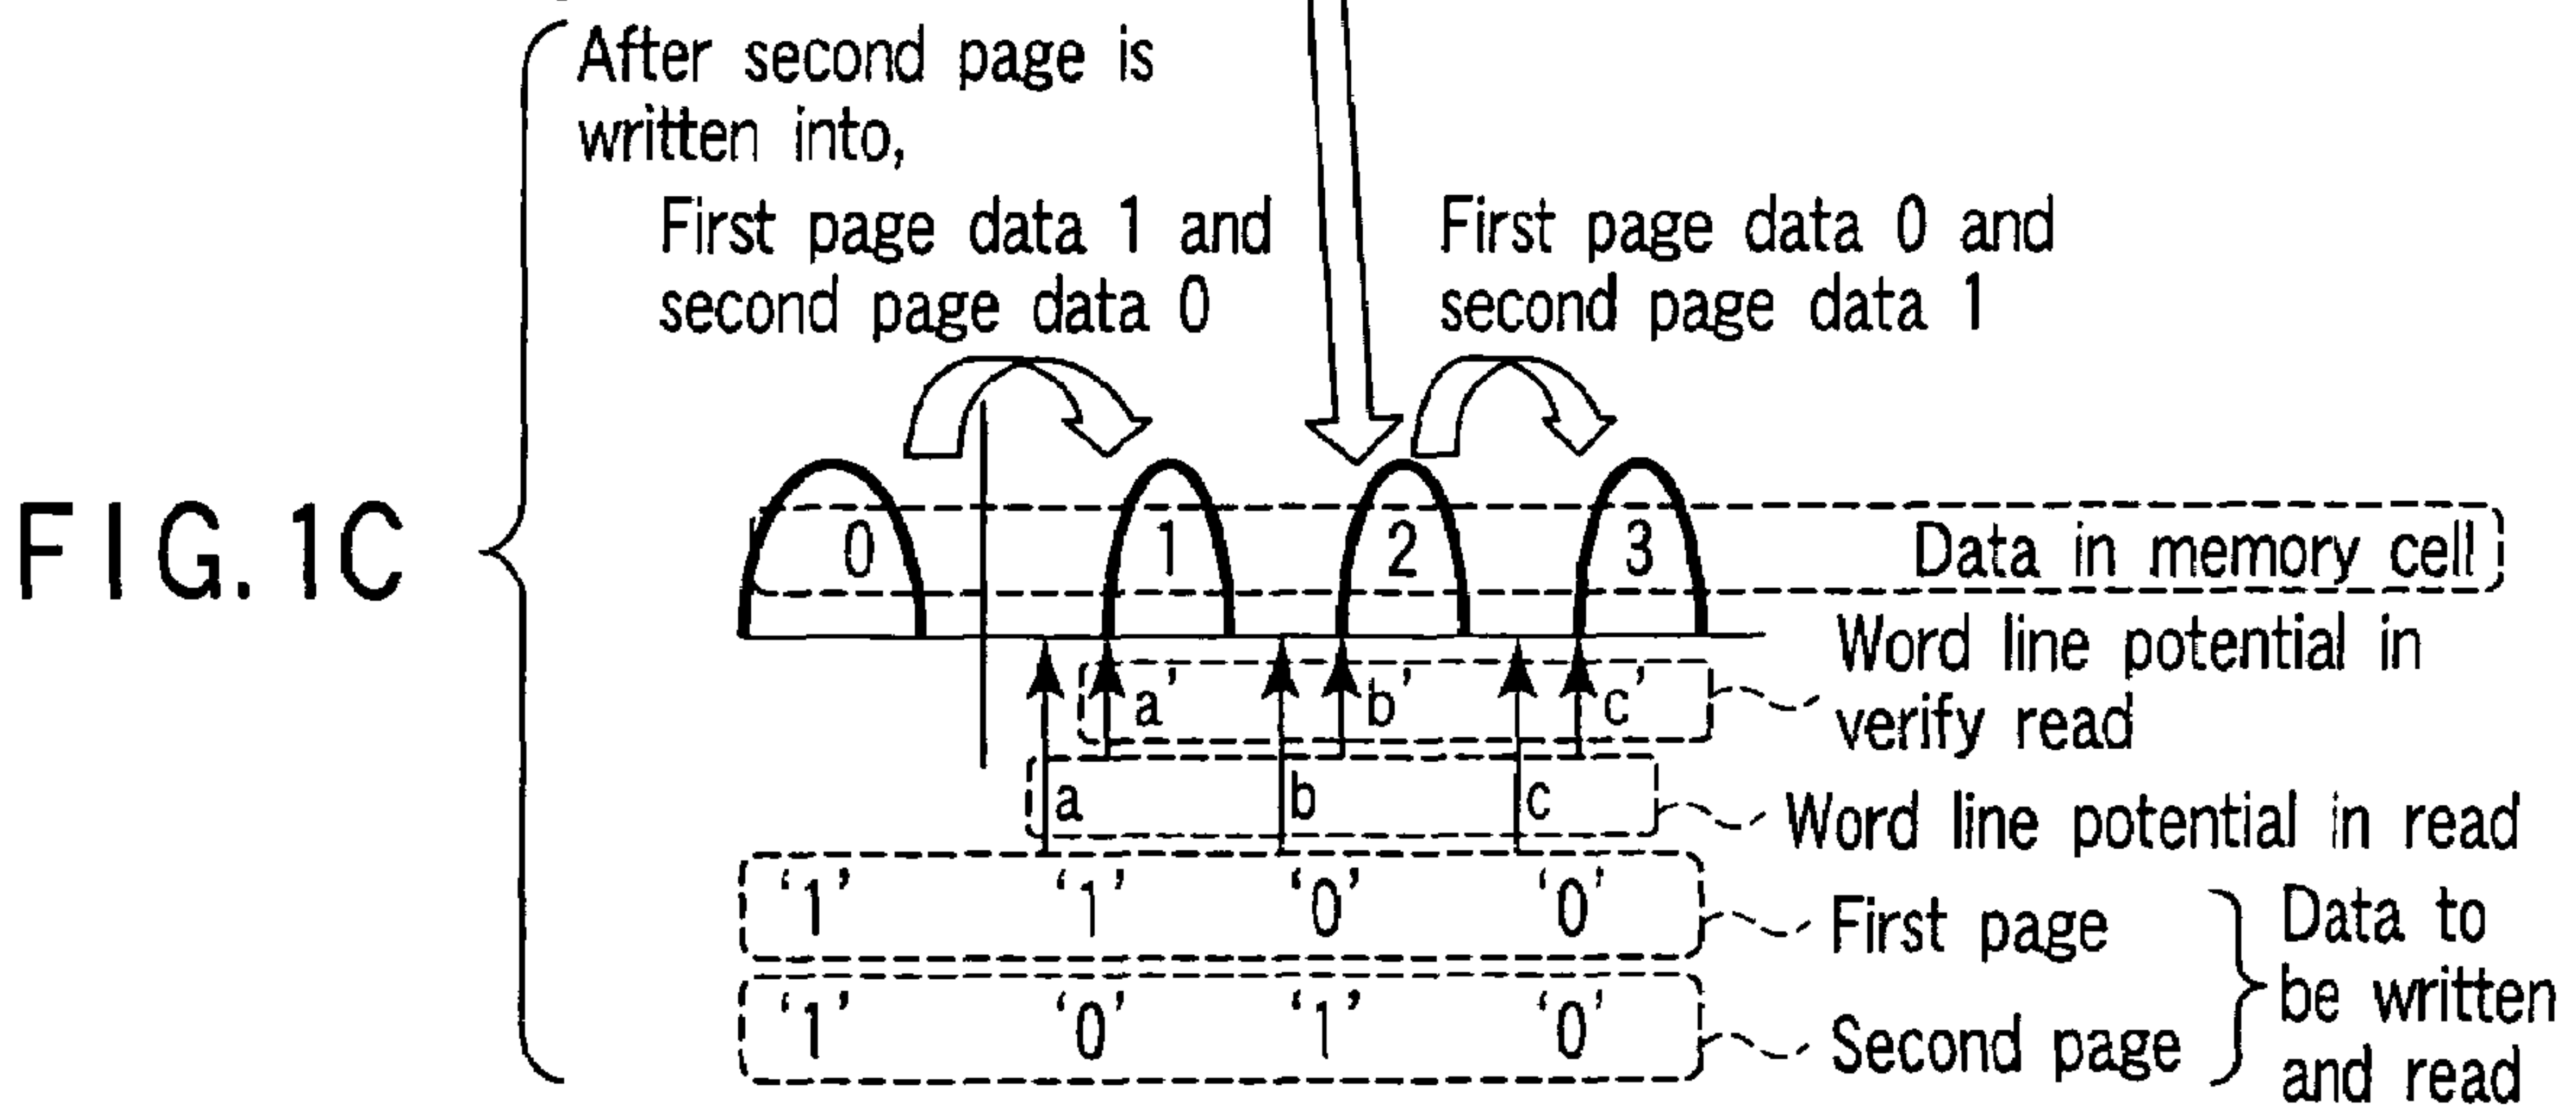 After second page is
written into,
First page data 1 and
second page data 0
First page data 0 and
second page data 1
FIG. 1C
0 1 2 3 Data in memory cell
a' b' c' Word line potential in
verify read
a b c Word line potential in read
'1' '1' '0' '0' First page
'1' '0' '1' '0' Second page
Data to
be written
and read